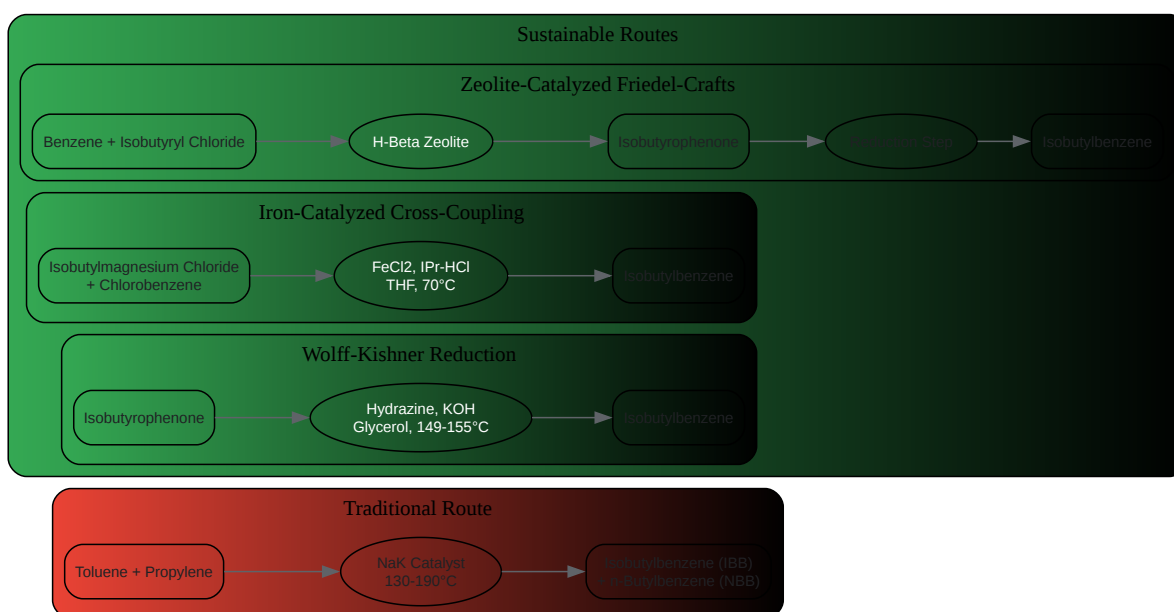 Sustainable Routes
Zeolite-Catalyzed Friedel-Crafts
Benzene + Isobutyryl Chloride
H-Beta Zeolite
Isobutyrophenone
Step
Isobutylbenzene
Iron-Catalyzed Cross-Coupling
Isobutylmagnesium Chloride
+ Chlorobenzene
FeCl2, IPr-HCl
THF, 70°C
Isobutylbenzene
Wolff-Kishner Reduction
Isobutyrophenone
Hydrazine, KOH
Glycerol, 149-155°C
Isobutylbenzene
Traditional Route
Toluene + Propylene
NaK Catalyst
130-190°C
Isobutylbenzene (IBB)
n-Butylbenzene (NBB)